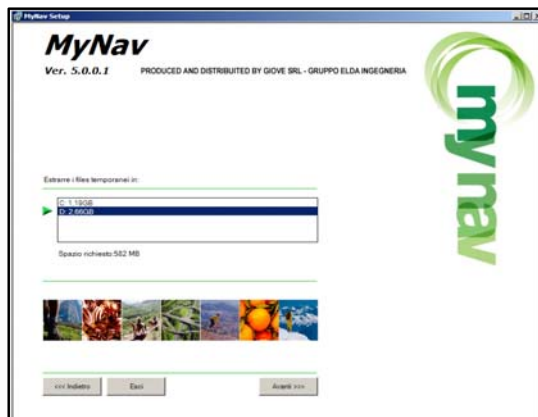 MyNav Setup
MyNav
Ver. 5.0.0.1 PRODUCED AND DISTRIBUITED BY GIOVE SRL - GRUPPO ELDA INGEGNERIA
mynav
Estrarre i files temporanei in:
C: 1.19GB
D: 2.66GB
Spazio richiesto:582 MB
<<< Indietro Esci Avanti >>>